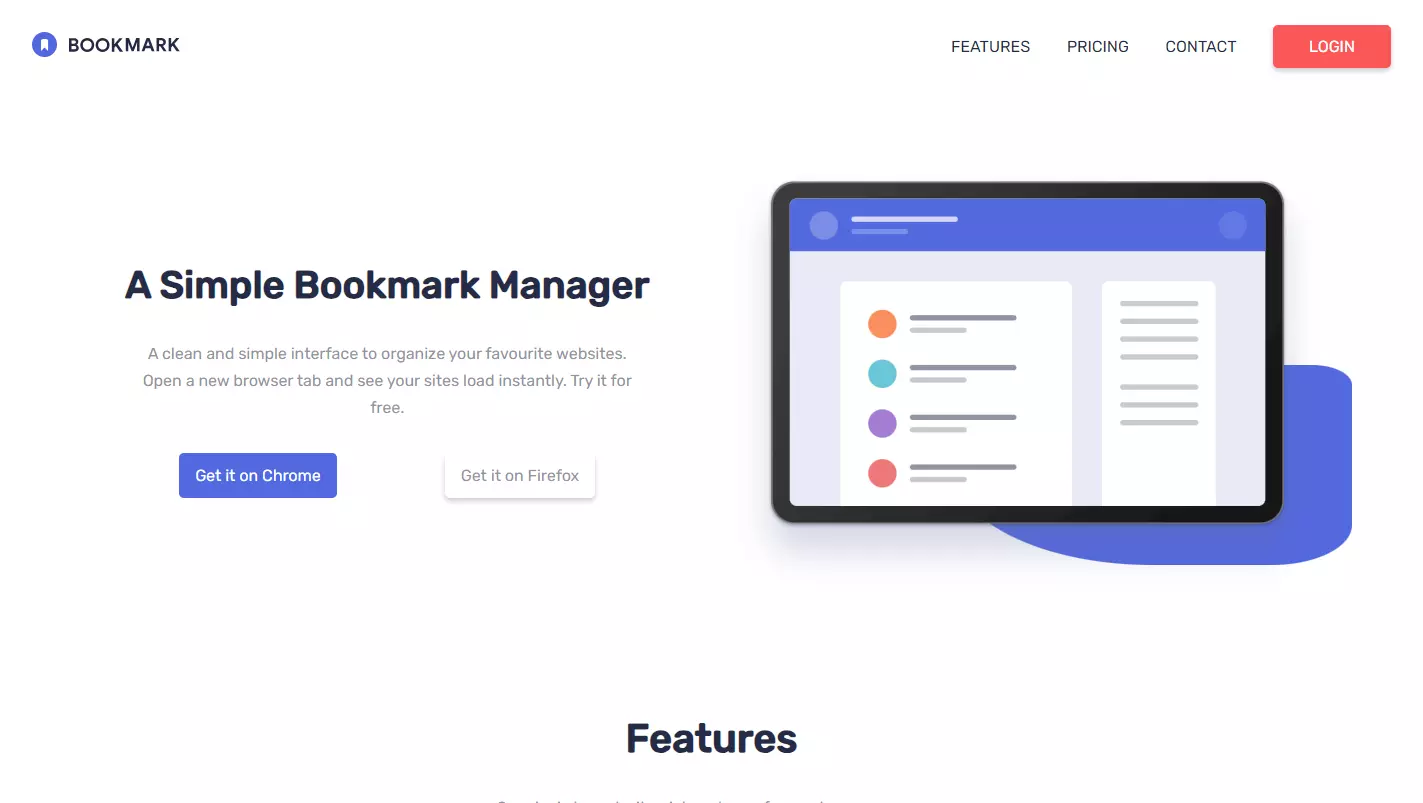 BOOKMARK
FEATURES PRICING CONTACT LOGIN
A Simple Bookmark Manager
A clean and simple interface to organize your favourite websites.
Open a new browser tab and see your sites load instantly. Try it for
free.
Get it on Chrome Get it on Firefox
Features